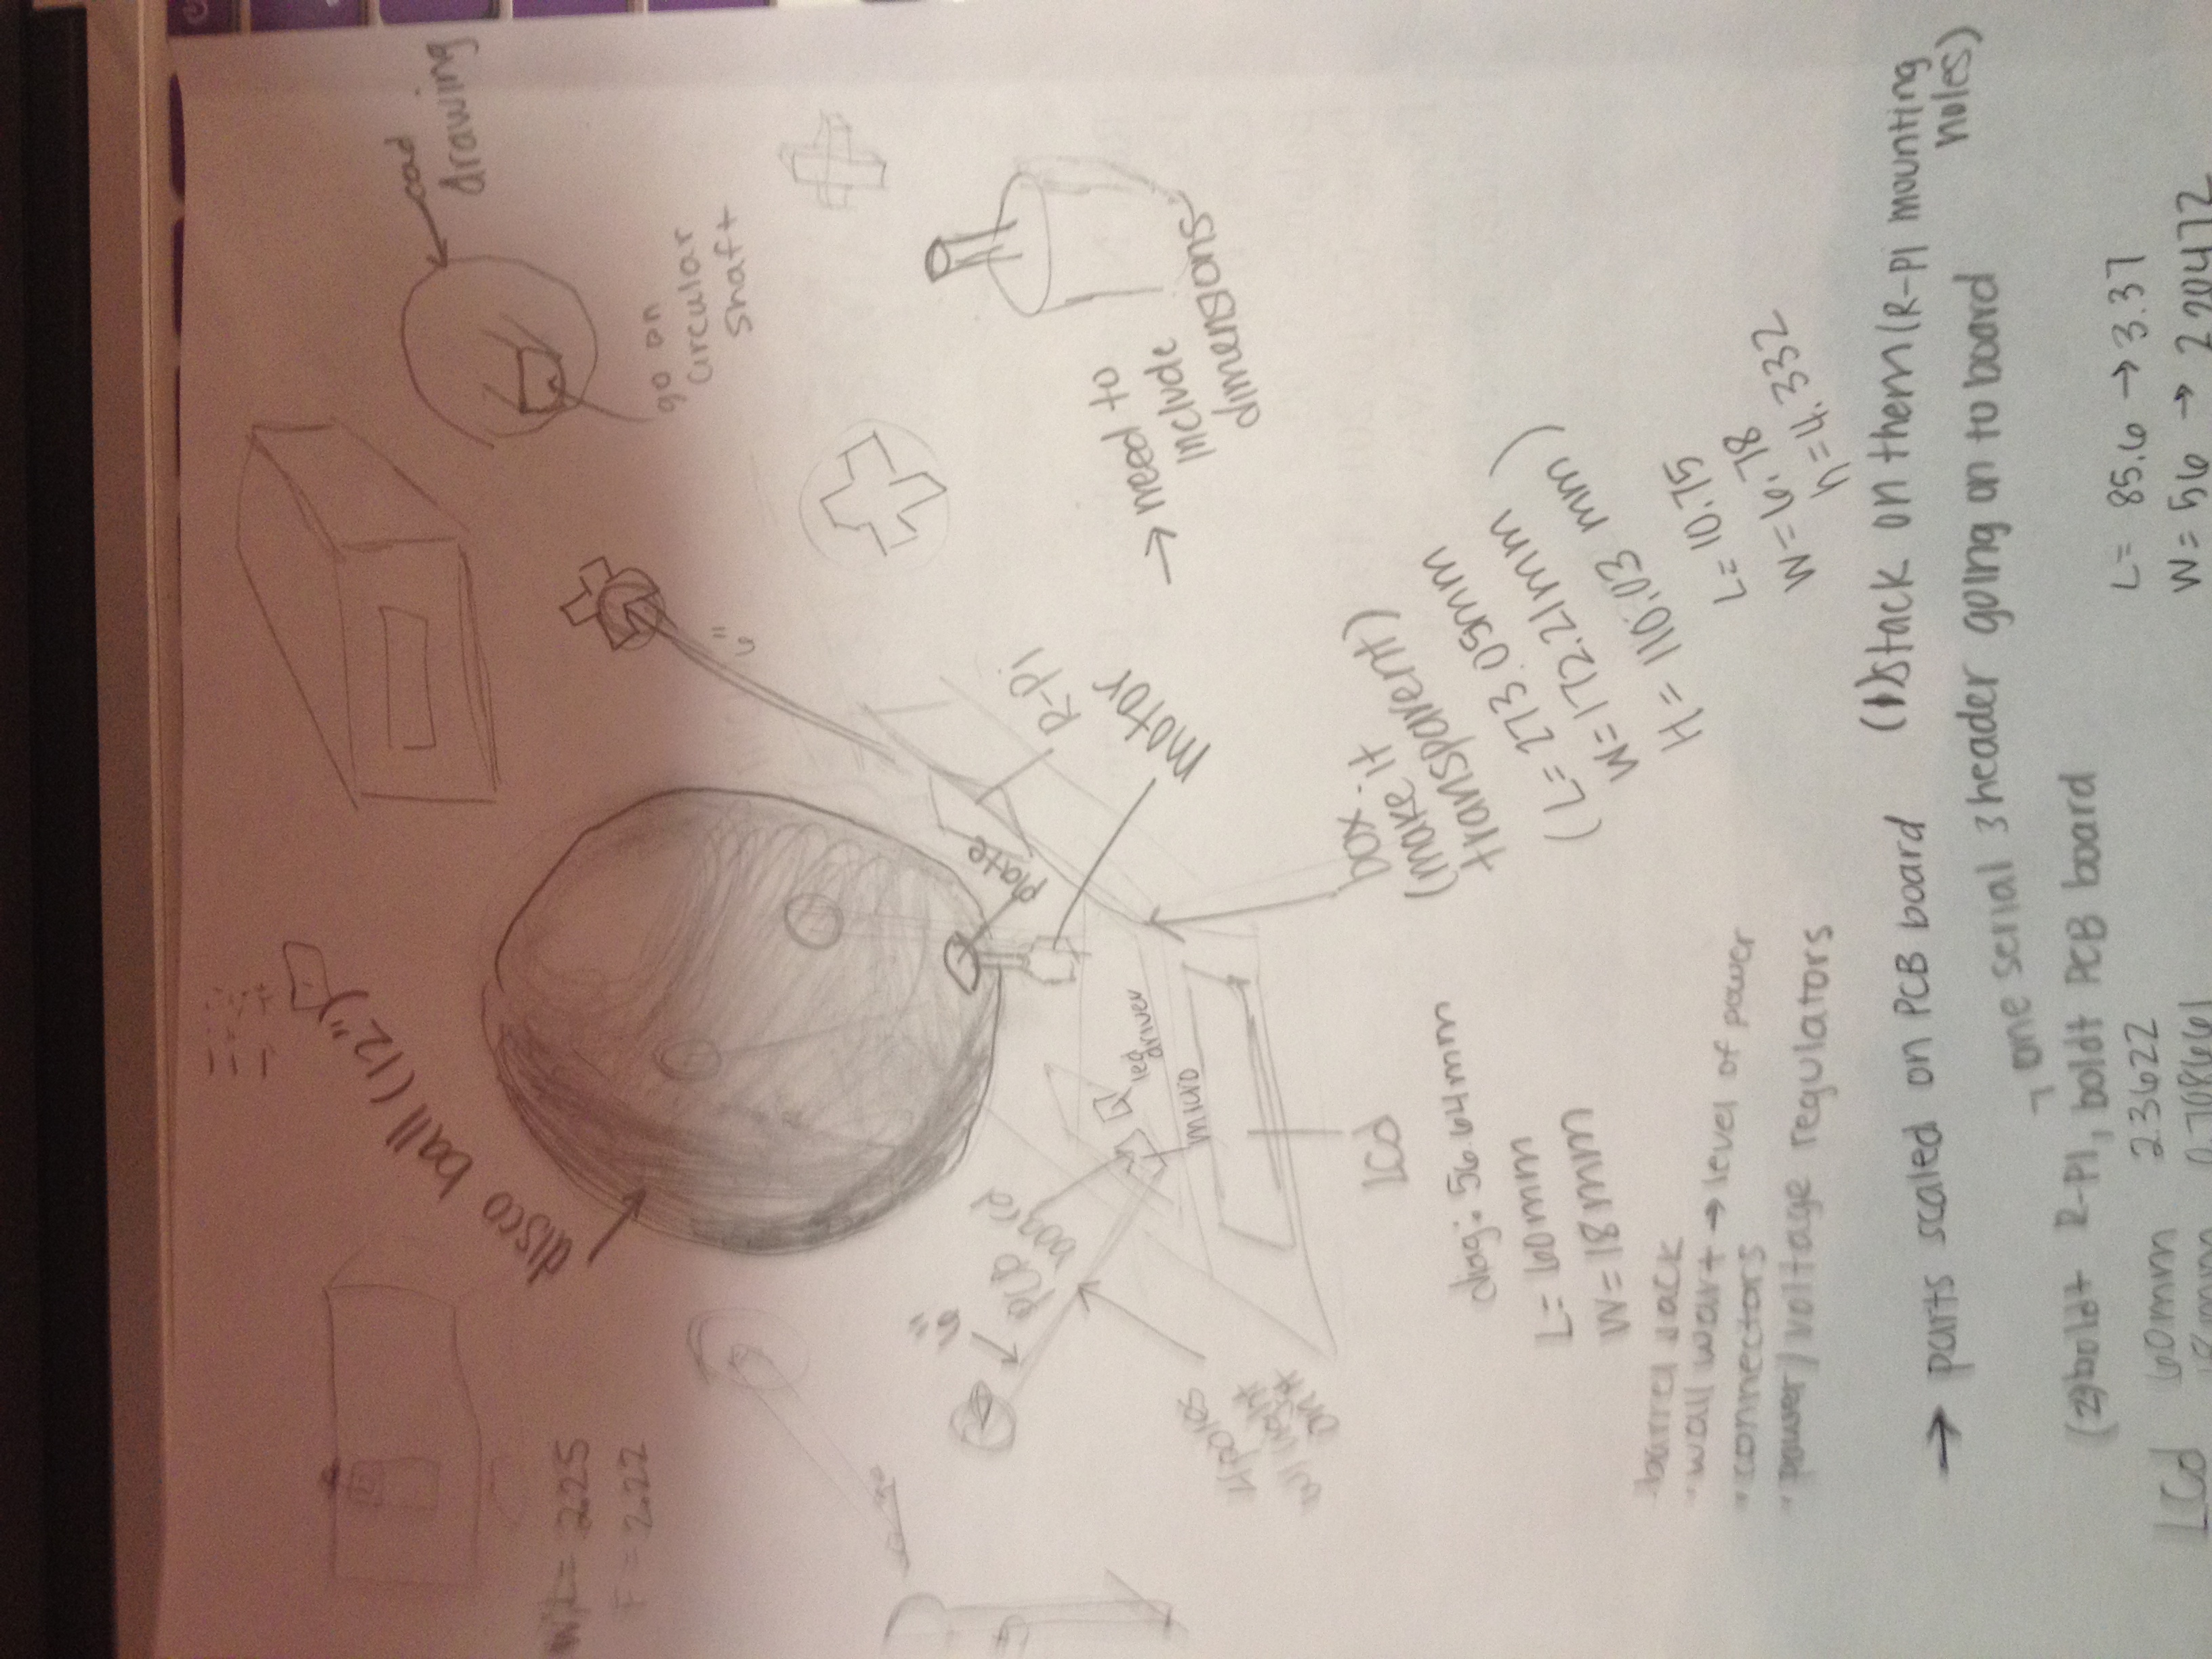 disco ball (12")
cad
drawing
= 225
F = 2.22
go on
circular
shaft
6"
6"
PCB
board
plate
R-Pi
motor
led
driver
micro
4 poles
w/ light
on it
→ need to
include
dimensions
LCd
box
(make it
transparent)
diag: 56.64mm
L= 60mm
W=18mm
(L= 273.05mm
W=172.21mm
H = 110.03 mm)
L= 10.75
W=6.78
h=4.332
barrel jack
wall wart → level of power
connectors
power/voltage regulators
→ parts scaled on PCB board
(1) stack on them (R-Pi mounting
holes)
one serial 3 header going on to board
(2) boldt R-PI, boldt PCB board
LCd 60mm 2.3622
18mm 0.708661
L= 85.6 → 3.37
W= 56 → 2.20472